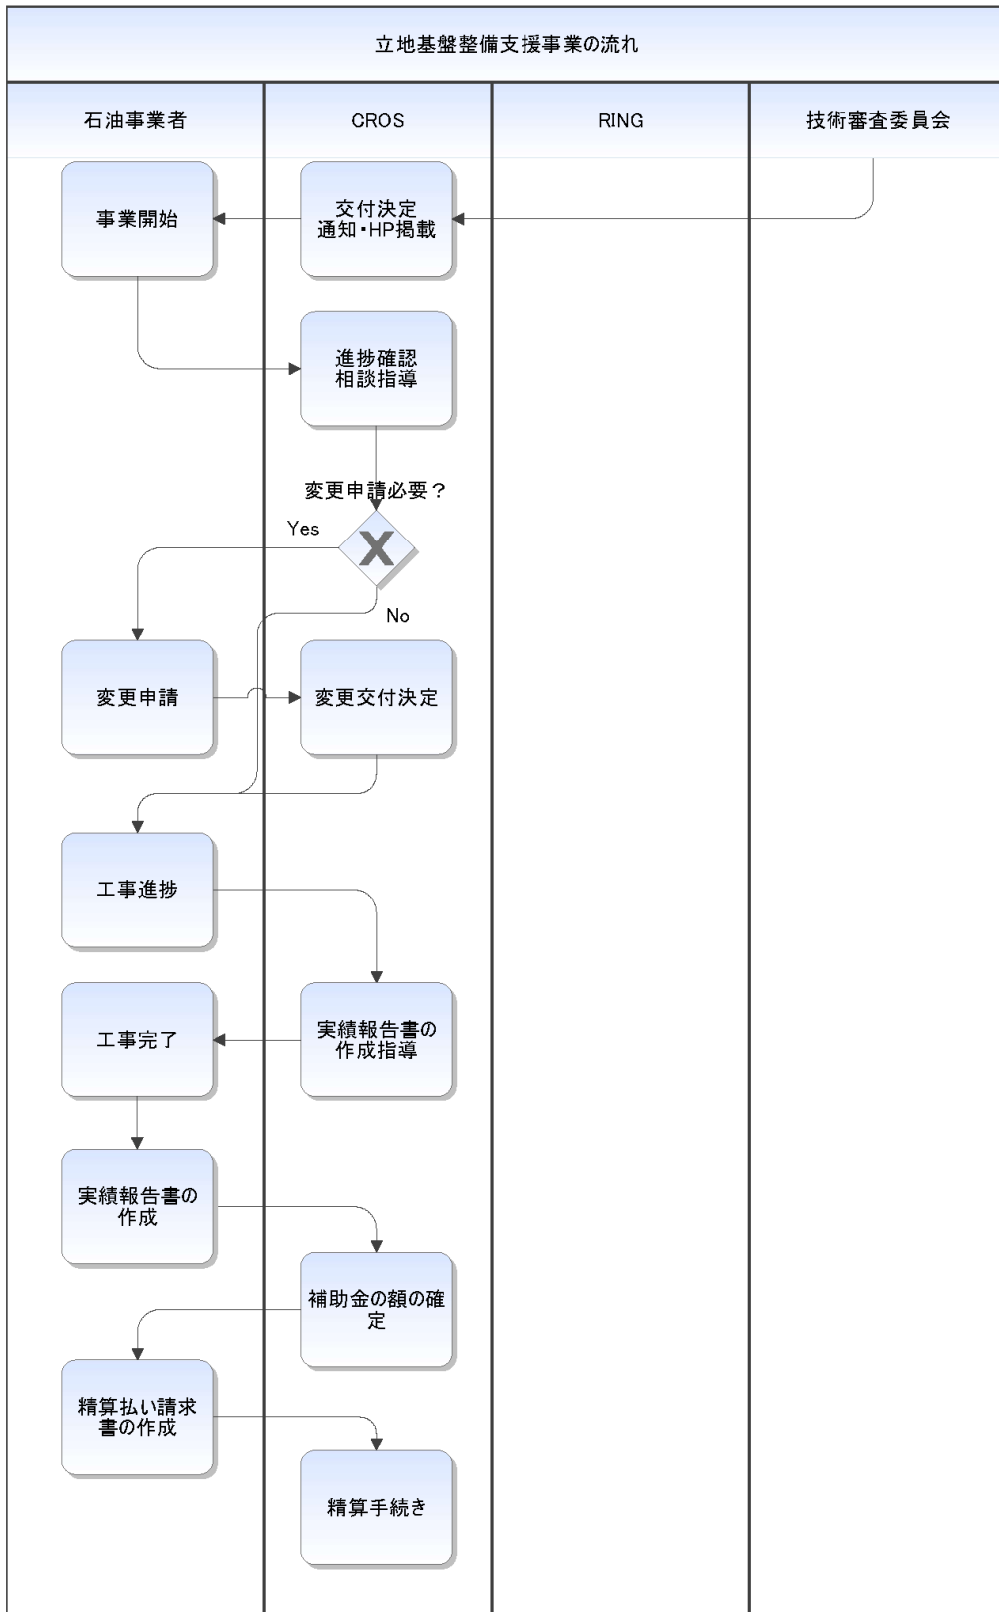 立地基盤整備支援事業の流れ
石油事業者
CROS
RING
技術審査委員会
事業開始
交付決定
通知・HP掲載
進捗確認
相談指導
変更申請必要？
Yes
X
No
変更申請
変更交付決定
工事進捗
工事完了
実績報告書の
作成指導
実績報告書の
作成
補助金の額の確
定
精算払い請求
書の作成
精算手続き